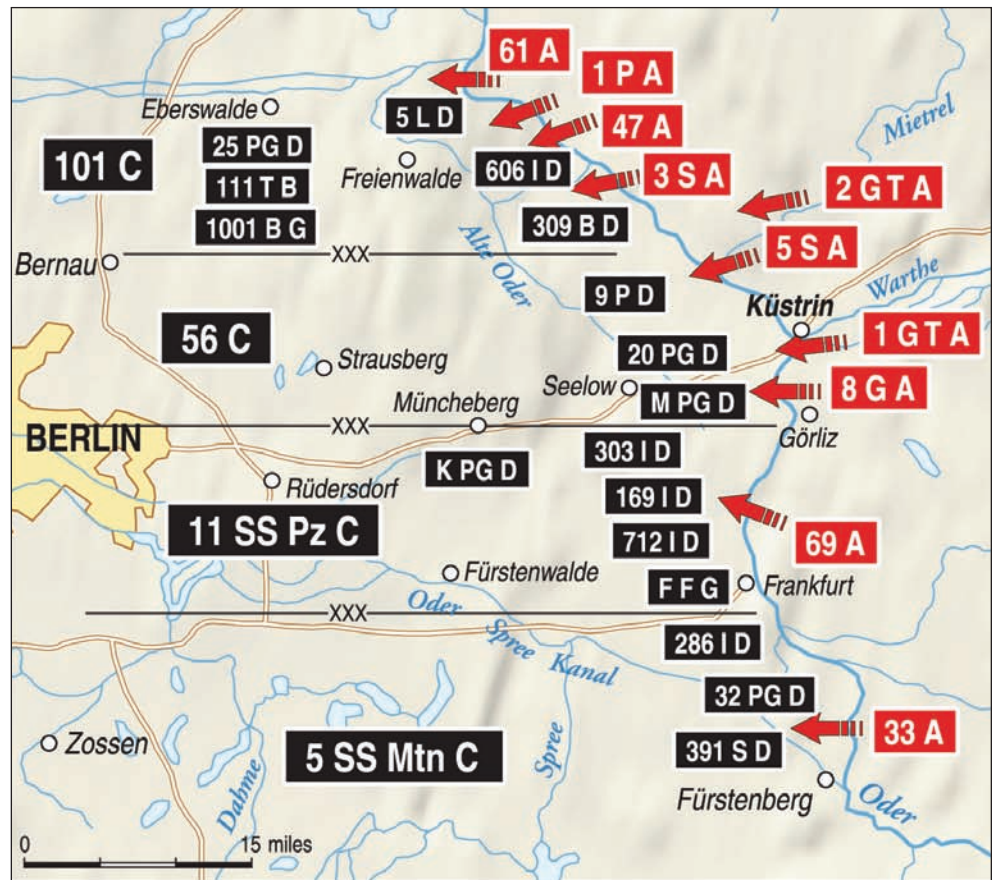 61 A
1 P A
Eberswalde
5 L D
47 A
Mietrel
25 PG D
101 C
Freienwalde
606 I D
3 S A
111 T B
2 GTA
1001 B G
309 B D
Alte Oder
5 S A
XXX
Bernau
Warthe
9 P D
Küstrin
56 C
Strausberg
20 PG D
1 GTA
Seelow
M PG D
8 G A
Müncheberg
Görliz
XXX
BERLIN
303 I D
K PG D
Rüdersdorf
169 I D
11 SS Pz C
712 I D
69 A
Fürstenwalde
F F G
Frankfurt
XXX
Oder Spree Kanal
286 I D
32 PG D
Zossen
5 SS Mtn C
Dahme
Spree
391 S D
33 A
Fürstenberg
Oder
0 15 miles